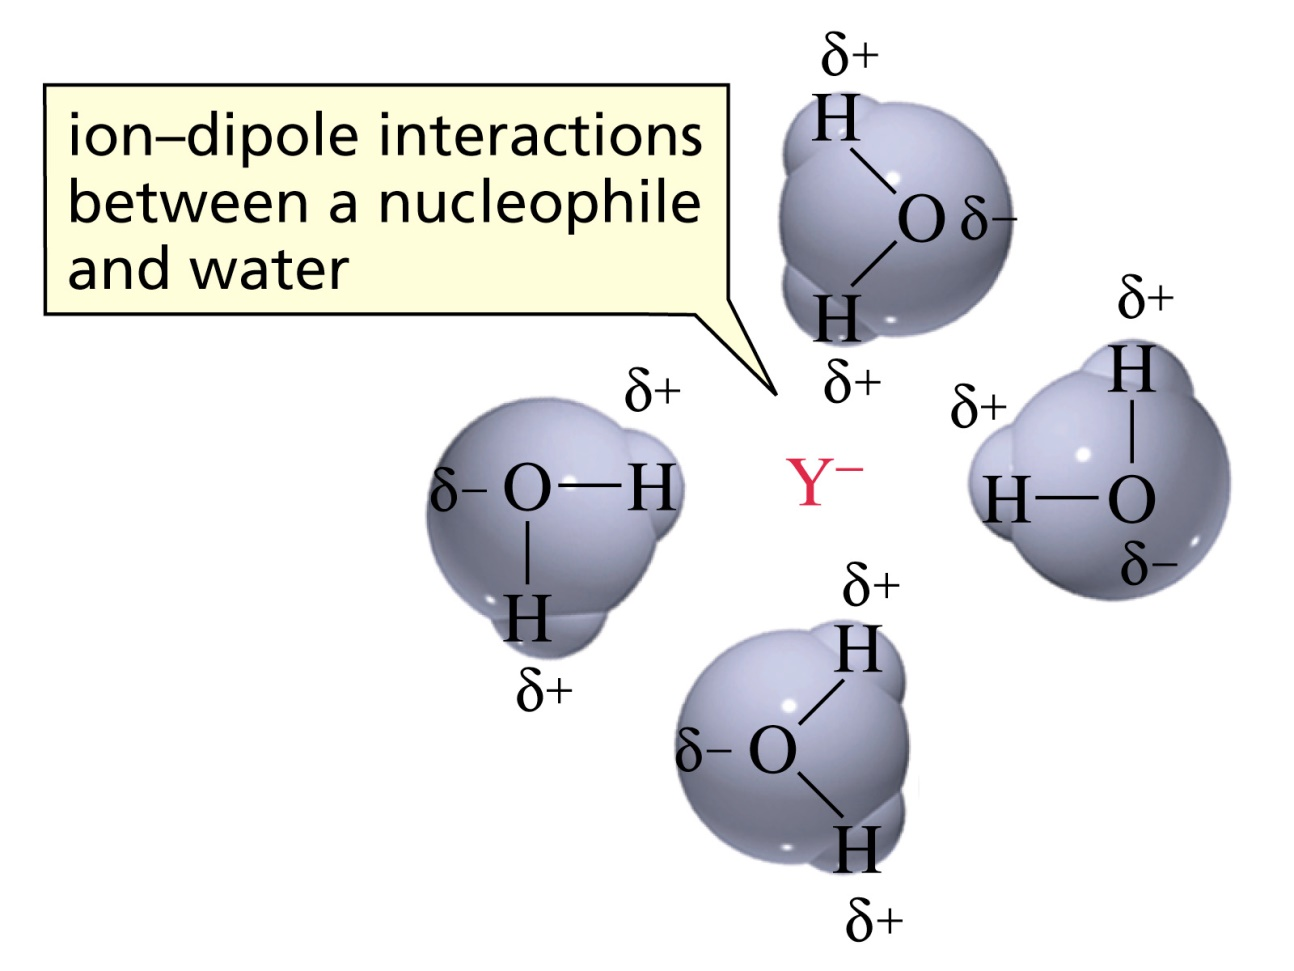 ion–dipole interactions
between a nucleophile
and water
δ+
H
O δ–
H
δ+
δ+
H
δ+
H O
δ–
δ+
δ– O H
H
δ+
Y–
δ+
H
δ– O
H
δ+